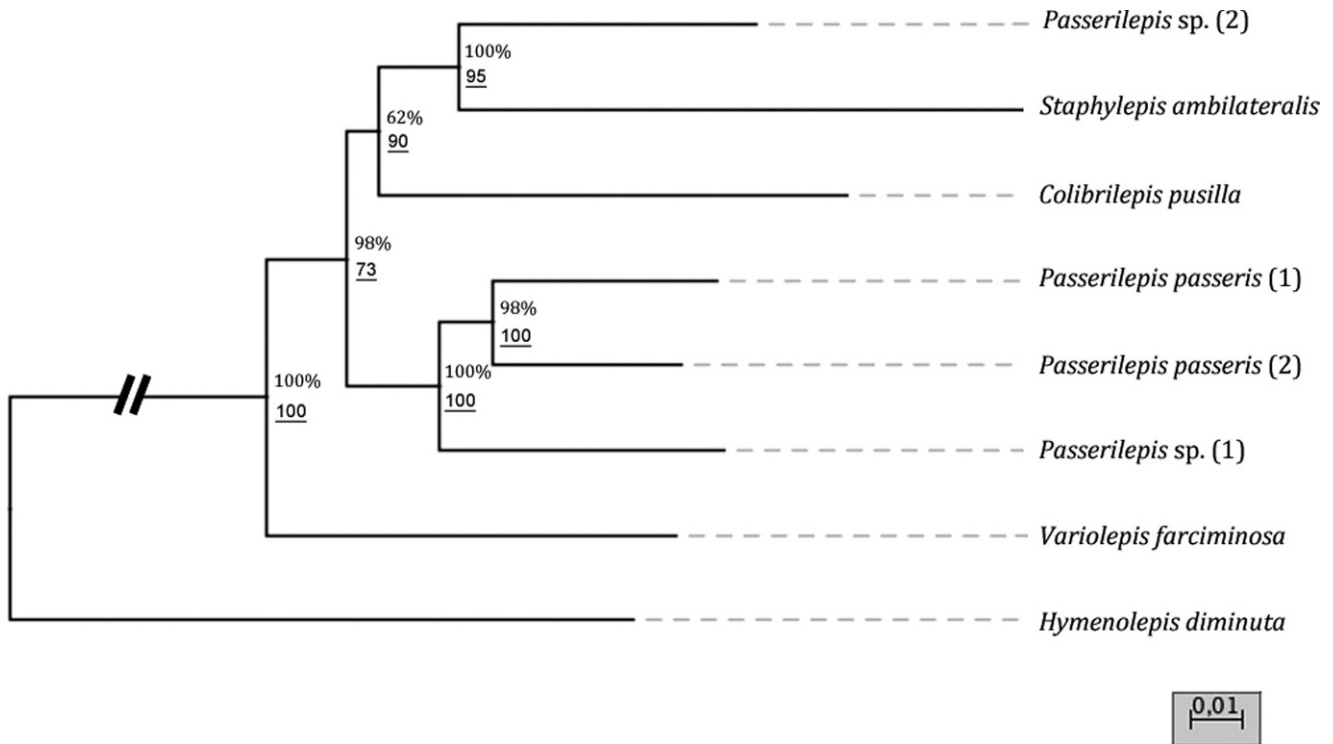 Passerilepis sp. (2)
100%
95
Staphylepis ambilateralis
62%
90
Colibrilepis pusilla
98%
73
Passerilepis passeris (1)
98%
100
Passerilepis passeris (2)
100%
100
100%
100
Passerilepis sp. (1)
Variolepis farciminosa
Hymenolepis diminuta
0,01